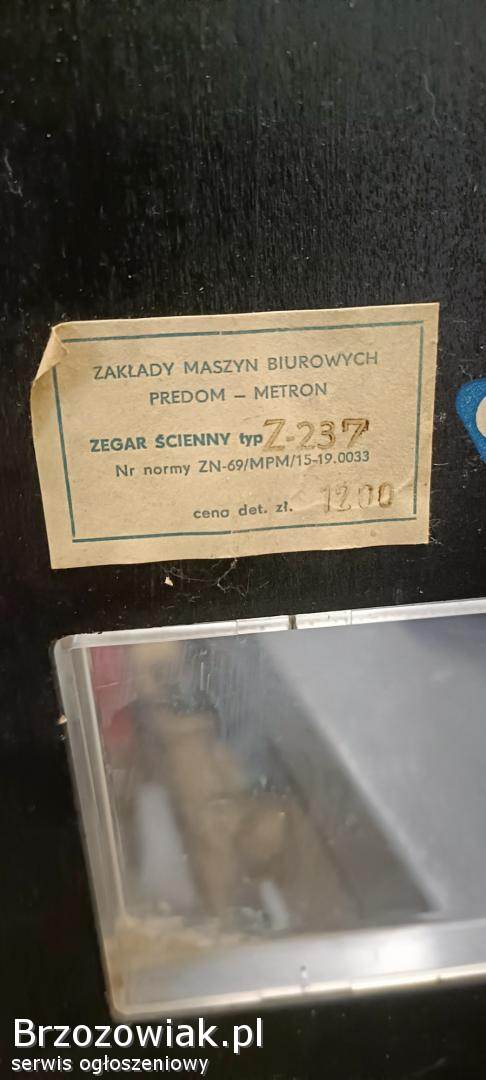 ZAKŁADY MASZYN BIUROWYCH
PREDOM – METRON
ZEGAR ŚCIENNY typ Z-237
Nr normy ZN-69/MPM/15-19.0033
cena det. zł. 1200
Brzozowiak.pl
serwis ogłoszeniowy